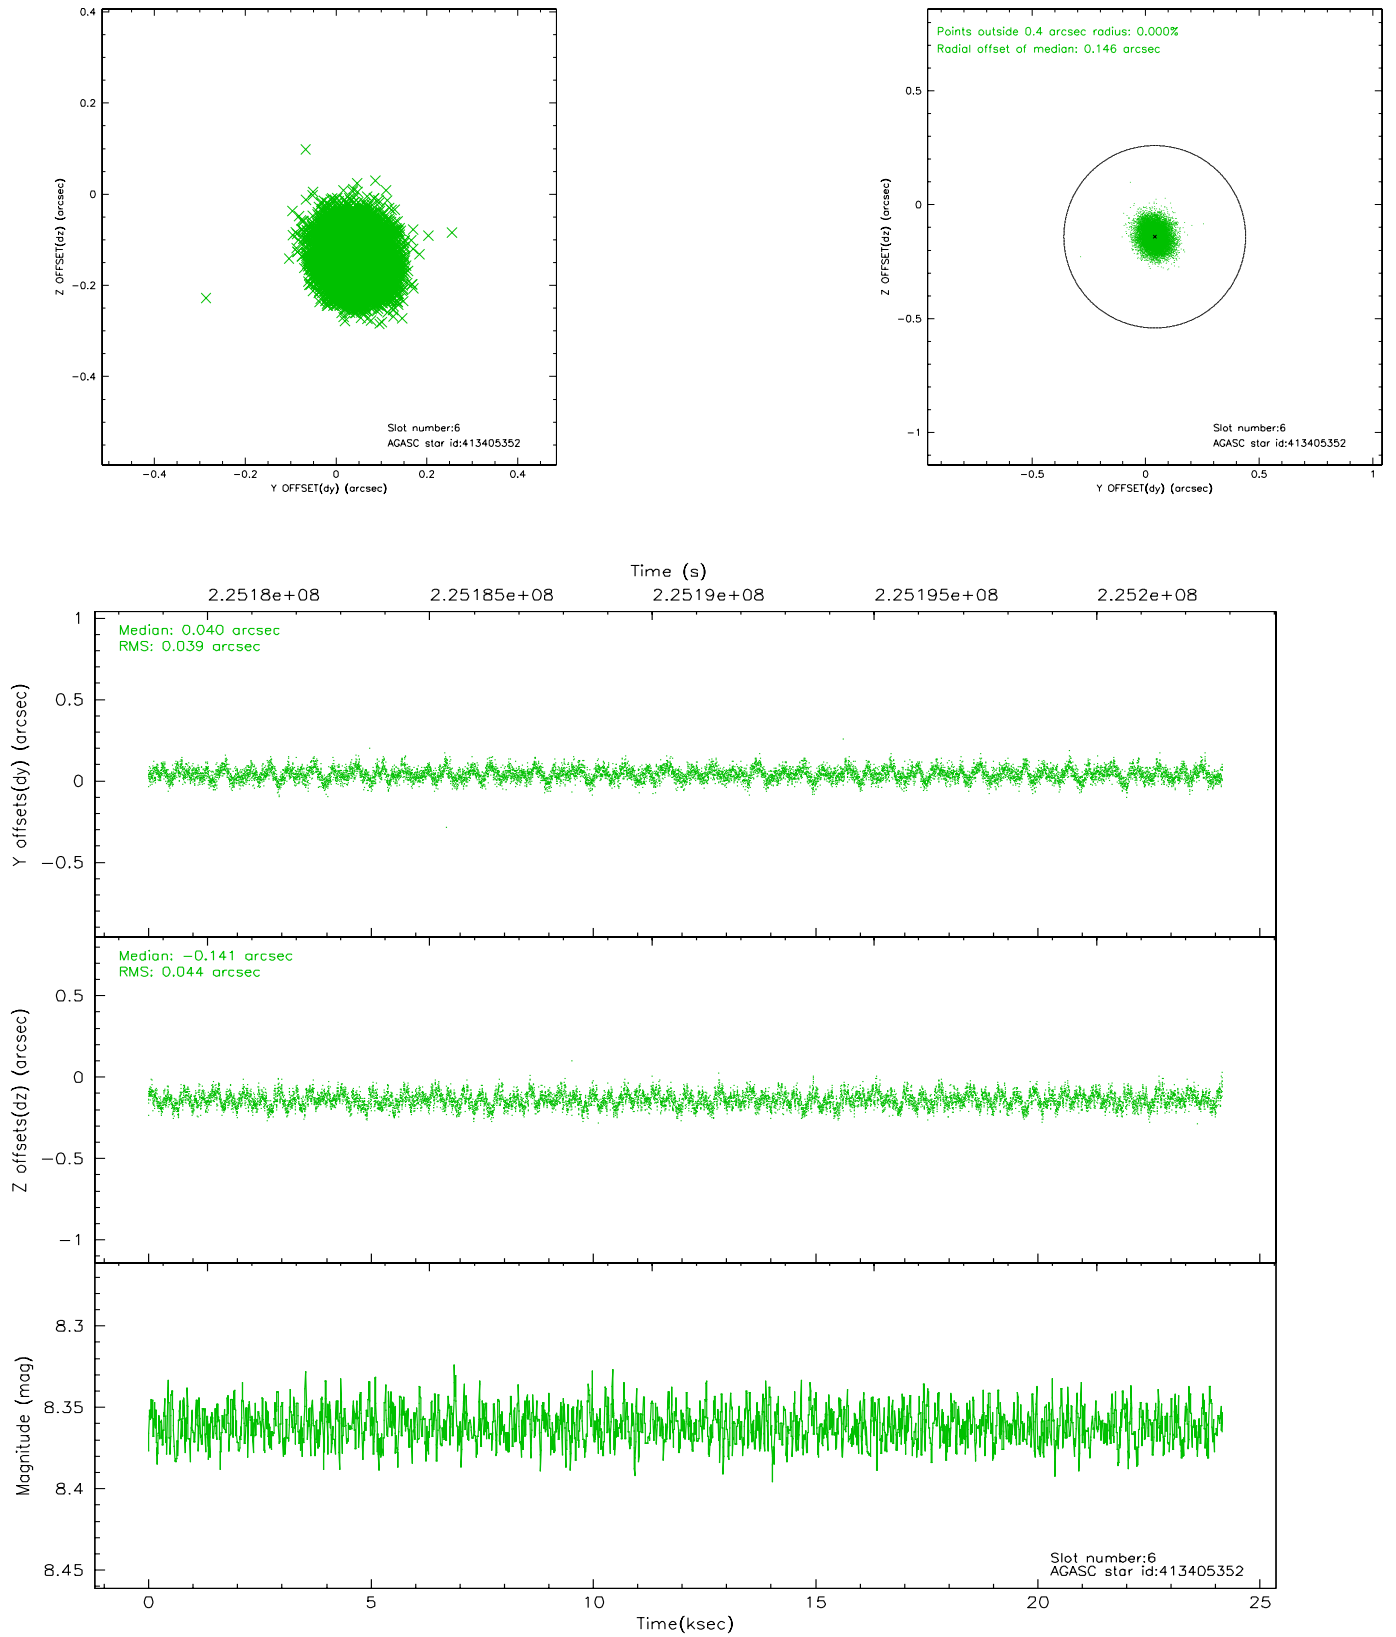 0.4
0.2
0
−0.2
−0.4
Z OFFSET(dz) (arcsec)
Slot number:6
AGASC star id:413405352
−0.4 −0.2 0 0.2 0.4
Y OFFSET(dy) (arcsec)
Points outside 0.4 arcsec radius: 0.000%
Radial offset of median: 0.146 arcsec
0.5
0
−0.5
−1
Z OFFSET(dz) (arcsec)
Slot number:6
AGASC star id:413405352
−0.5 0 0.5 1
Y OFFSET(dy) (arcsec)
Time (s)
2.2518e+08 2.25185e+08 2.2519e+08 2.25195e+08 2.252e+08
Median: 0.040 arcsec
RMS: 0.039 arcsec
1
0.5
0
−0.5
Y offsets(dy) (arcsec)
Median: −0.141 arcsec
RMS: 0.044 arcsec
0.5
0
−0.5
−1
Z offsets(dz) (arcsec)
8.3
8.35
8.4
8.45
Magnitude (mag)
Slot number:6
AGASC star id:413405352
0 5 10 15 20 25
Time(ksec)